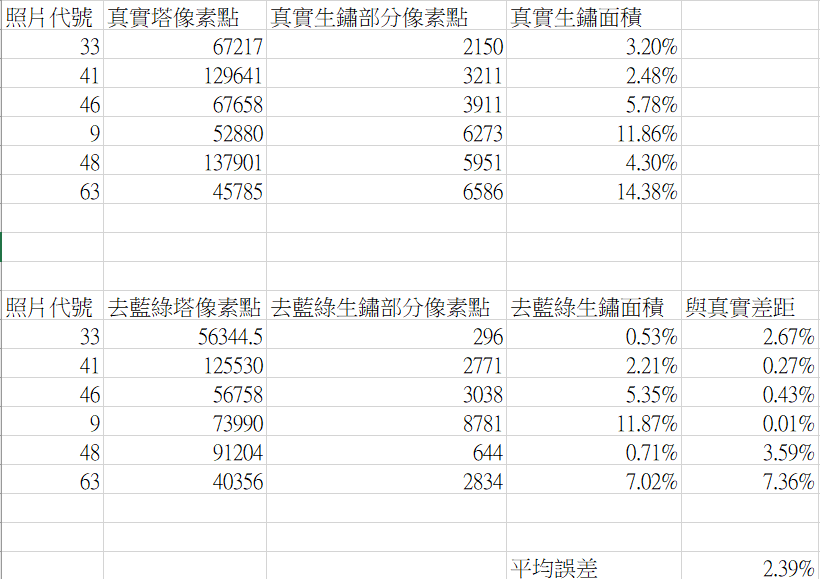 照片代號 真實塔像素點 真實生鏽部分像素點 真實生鏽面積
33 67217 2150 3.20%
41 129641 3211 2.48%
46 67658 3911 5.78%
9 52880 6273 11.86%
48 137901 5951 4.30%
63 45785 6586 14.38%
照片代號 去藍綠塔像素點 去藍綠生鏽部分像素點 去藍綠生鏽面積 與真實差距
33 56344.5 296 0.53% 2.67%
41 125530 2771 2.21% 0.27%
46 56758 3038 5.35% 0.43%
9 73990 8781 11.87% 0.01%
48 91204 644 0.71% 3.59%
63 40356 2834 7.02% 7.36%
平均誤差 2.39%